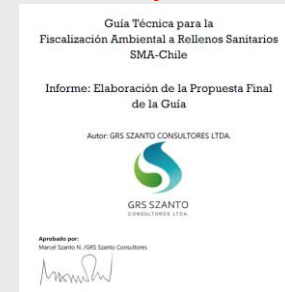 Guía Técnica para la
Fiscalización Ambiental a Rellenos Sanitarios
SMA-Chile
Informe: Elaboración de la Propuesta Final
de la Guía
Autor: GRS SZANTO CONSULTORES LTDA.
GRS SZANTO
CONSULTORES LTDA
Aprobado por:
Marcel Szanto N. /GRS Szanto Consultores